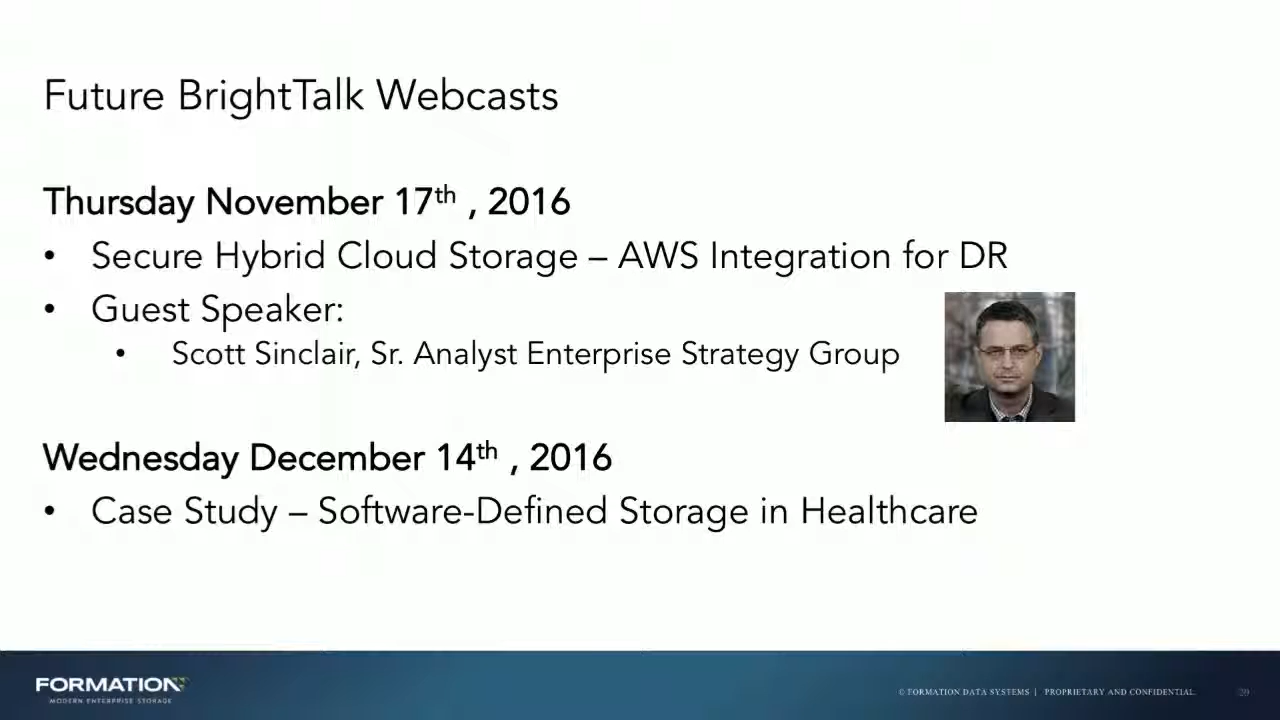 Future BrightTalk Webcasts
Thursday November 17th , 2016
• Secure Hybrid Cloud Storage – AWS Integration for DR
• Guest Speaker:
• Scott Sinclair, Sr. Analyst Enterprise Strategy Group
Wednesday December 14th , 2016
• Case Study – Software-Defined Storage in Healthcare
FORMATION
MODERN ENTERPRISE STORAGE
© FORMATION DATA SYSTEMS | PROPRIETARY AND CONFIDENTIAL.